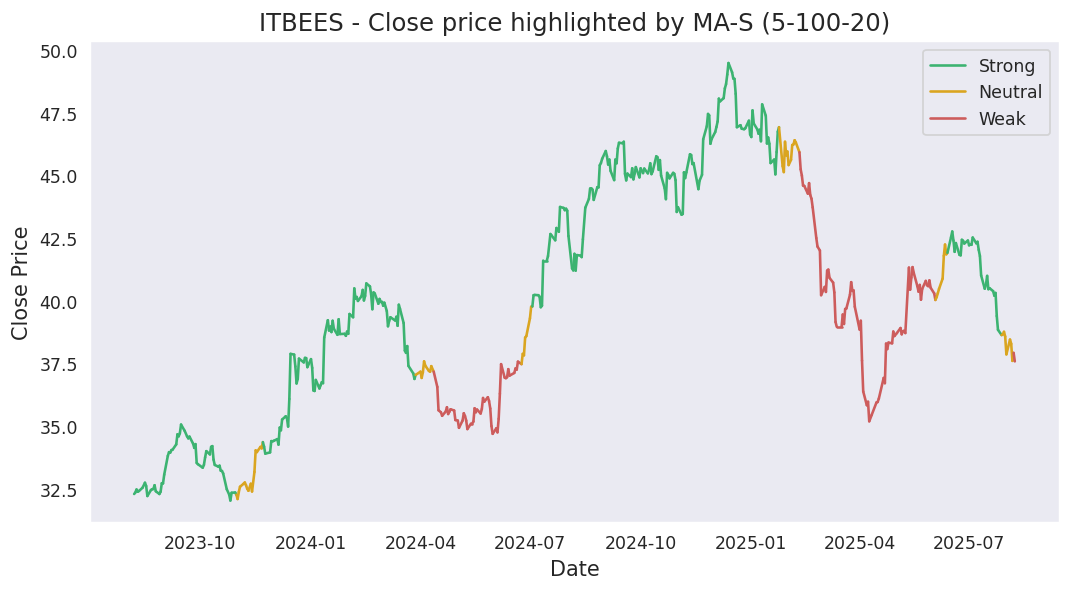 ITBEES - Close price highlighted by MA-S (5-100-20)
Strong
Neutral
Weak
Close Price
50.0
47.5
45.0
42.5
40.0
37.5
35.0
32.5
2023-10
2024-01
2024-04
2024-07
2024-10
2025-01
2025-04
2025-07
Date